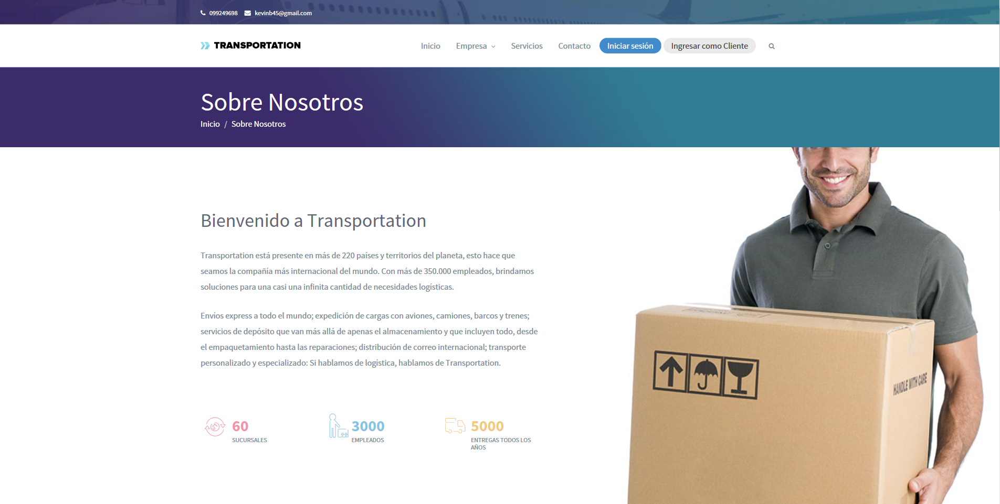 099249698 kevinb45@gmail.com
TRANSPORTATION
Inicio Empresa Servicios Contacto Iniciar sesión Ingresar como Cliente
Sobre Nosotros
Inicio / Sobre Nosotros
Bienvenido a Transportation
Transportation está presente en más de 220 países y territorios del planeta, esto hace que
seamos la compañía más internacional del mundo. Con más de 350.000 empleados, brindamos
soluciones para una casi una infinita cantidad de necesidades logísticas.
Envíos express a todo el mundo; expedición de cargas con aviones, camiones, barcos y trenes;
servicios de depósito que van más allá de apenas el almacenamiento y que incluyen todo, desde
el empaquetamiento hasta las reparaciones; distribución de correo internacional; transporte
personalizado y especializado: Si hablamos de logística, hablamos de Transportation.
60
SUCURSALES
3000
EMPLEADOS
5000
ENTREGAS TODOS LOS
AÑOS
HANDLE WITH CARE